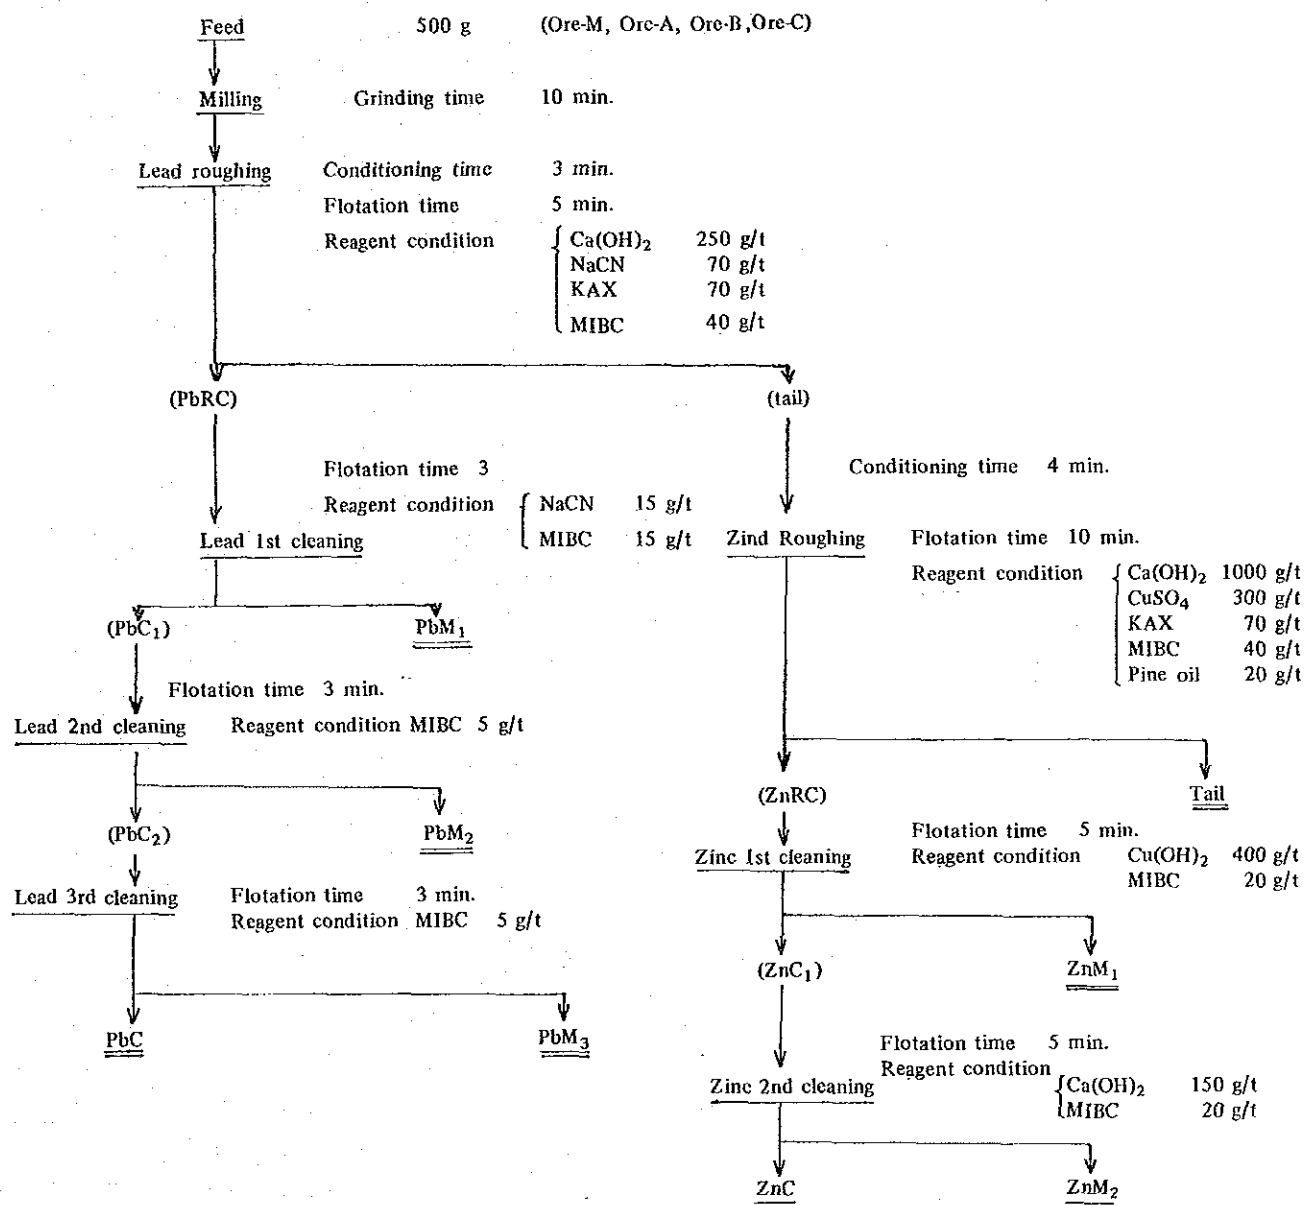 Feed 500 g (Ore-M, Orc-A, Orc-B ,Ore-C)
Milling Grinding time 10 min.
Lead roughing Conditioning time 3 min.
Flotation time 5 min.
Reagent condition { Ca(OH)₂ 250 g/t
NaCN 70 g/t
KAX 70 g/t
MIBC 40 g/t
(PbRC) (tail)
Flotation time 3 Conditioning time 4 min.
Reagent condition { NaCN 15 g/t
Lead 1st cleaning MIBC 15 g/t Zind Roughing Flotation time 10 min.
Reagent condition { Ca(OH)₂ 1000 g/t
CuSO₄ 300 g/t
(PbC₁) PbM₁ KAX 70 g/t
MIBC 40 g/t
Flotation time 3 min. Pine oil 20 g/t
Lead 2nd cleaning Reagent condition MIBC 5 g/t
(ZnRC) Tail
(PbC₂) PbM₂ Flotation time 5 min.
Zinc 1st cleaning Reagent condition Cu(OH)₂ 400 g/t
MIBC 20 g/t
Lead 3rd cleaning Flotation time 3 min.
Reagent condition MIBC 5 g/t
(ZnC₁) ZnM₁
PbC PbM₃ Flotation time 5 min.
Reagent condition
Zinc 2nd cleaning { Ca(OH)₂ 150 g/t
MIBC 20 g/t
ZnC ZnM₂